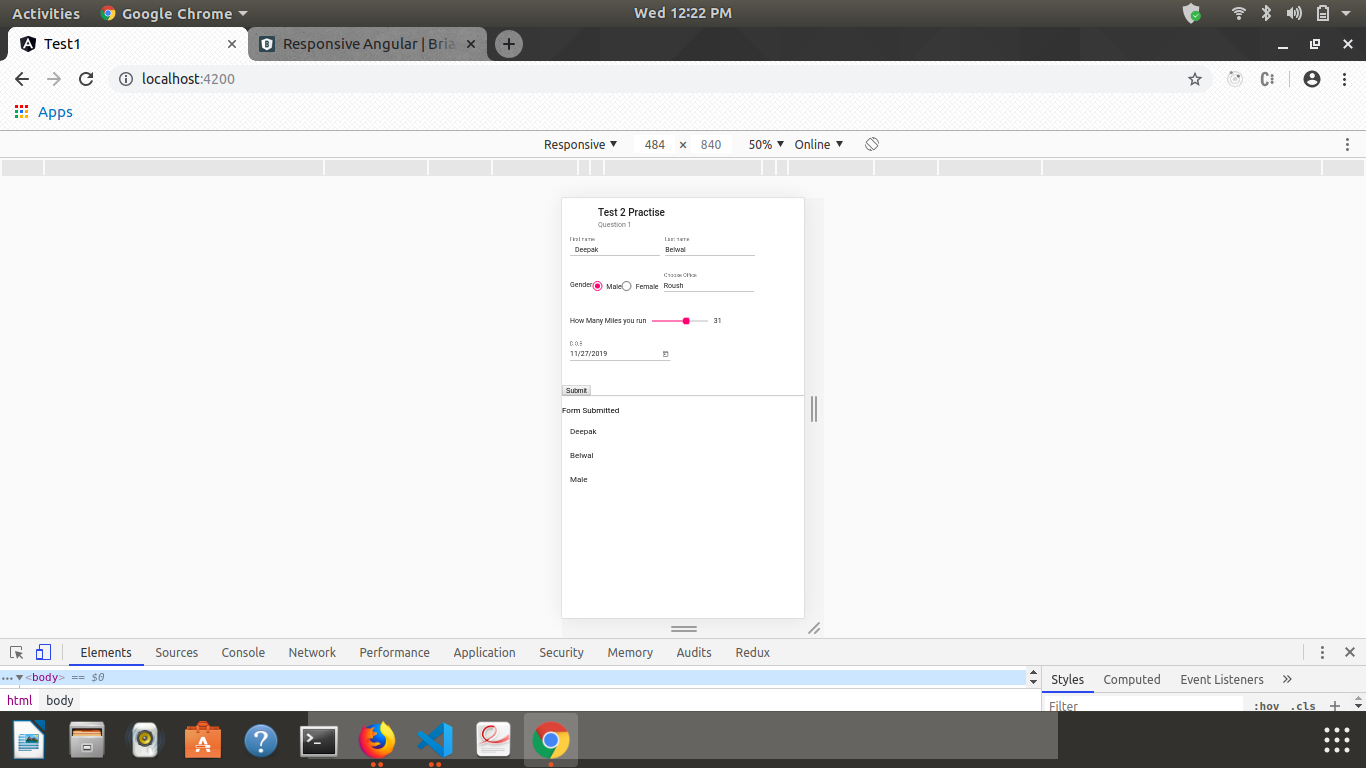 Activities Google Chrome Wed 12:22 PM
Test1 Responsive Angular | Bria
localhost:4200
Apps
Responsive 484 × 840 50% Online
Test 2 Practise
Question 1
First name Last name
Deepak Belwal
Choose Office
Gender Male Female Roush
How Many Miles you run 31
D.O.B
11/27/2019
Submit
Form Submitted
Deepak
Belwal
Male
Elements Sources Console Network Performance Application Security Memory Audits Redux
<body> == $0
Styles Computed Event Listeners »
html body
Filter :hov .cls +